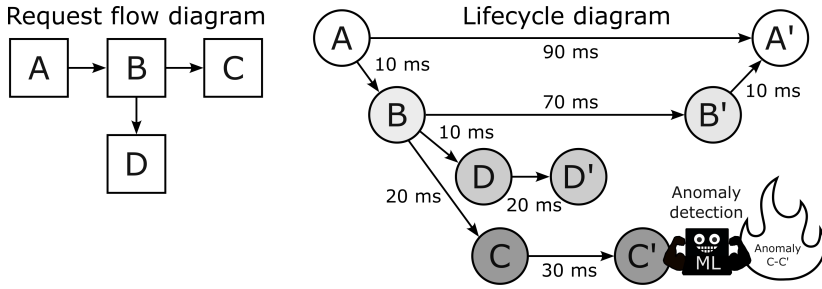 Request flow diagram
A
B
C
D
Lifecycle diagram
A
A'
90 ms
10 ms
10 ms
B
70 ms
B'
10 ms
D
D'
20 ms
20 ms
C
C'
30 ms
Anomaly
detection
ML
Anomaly
C-C'